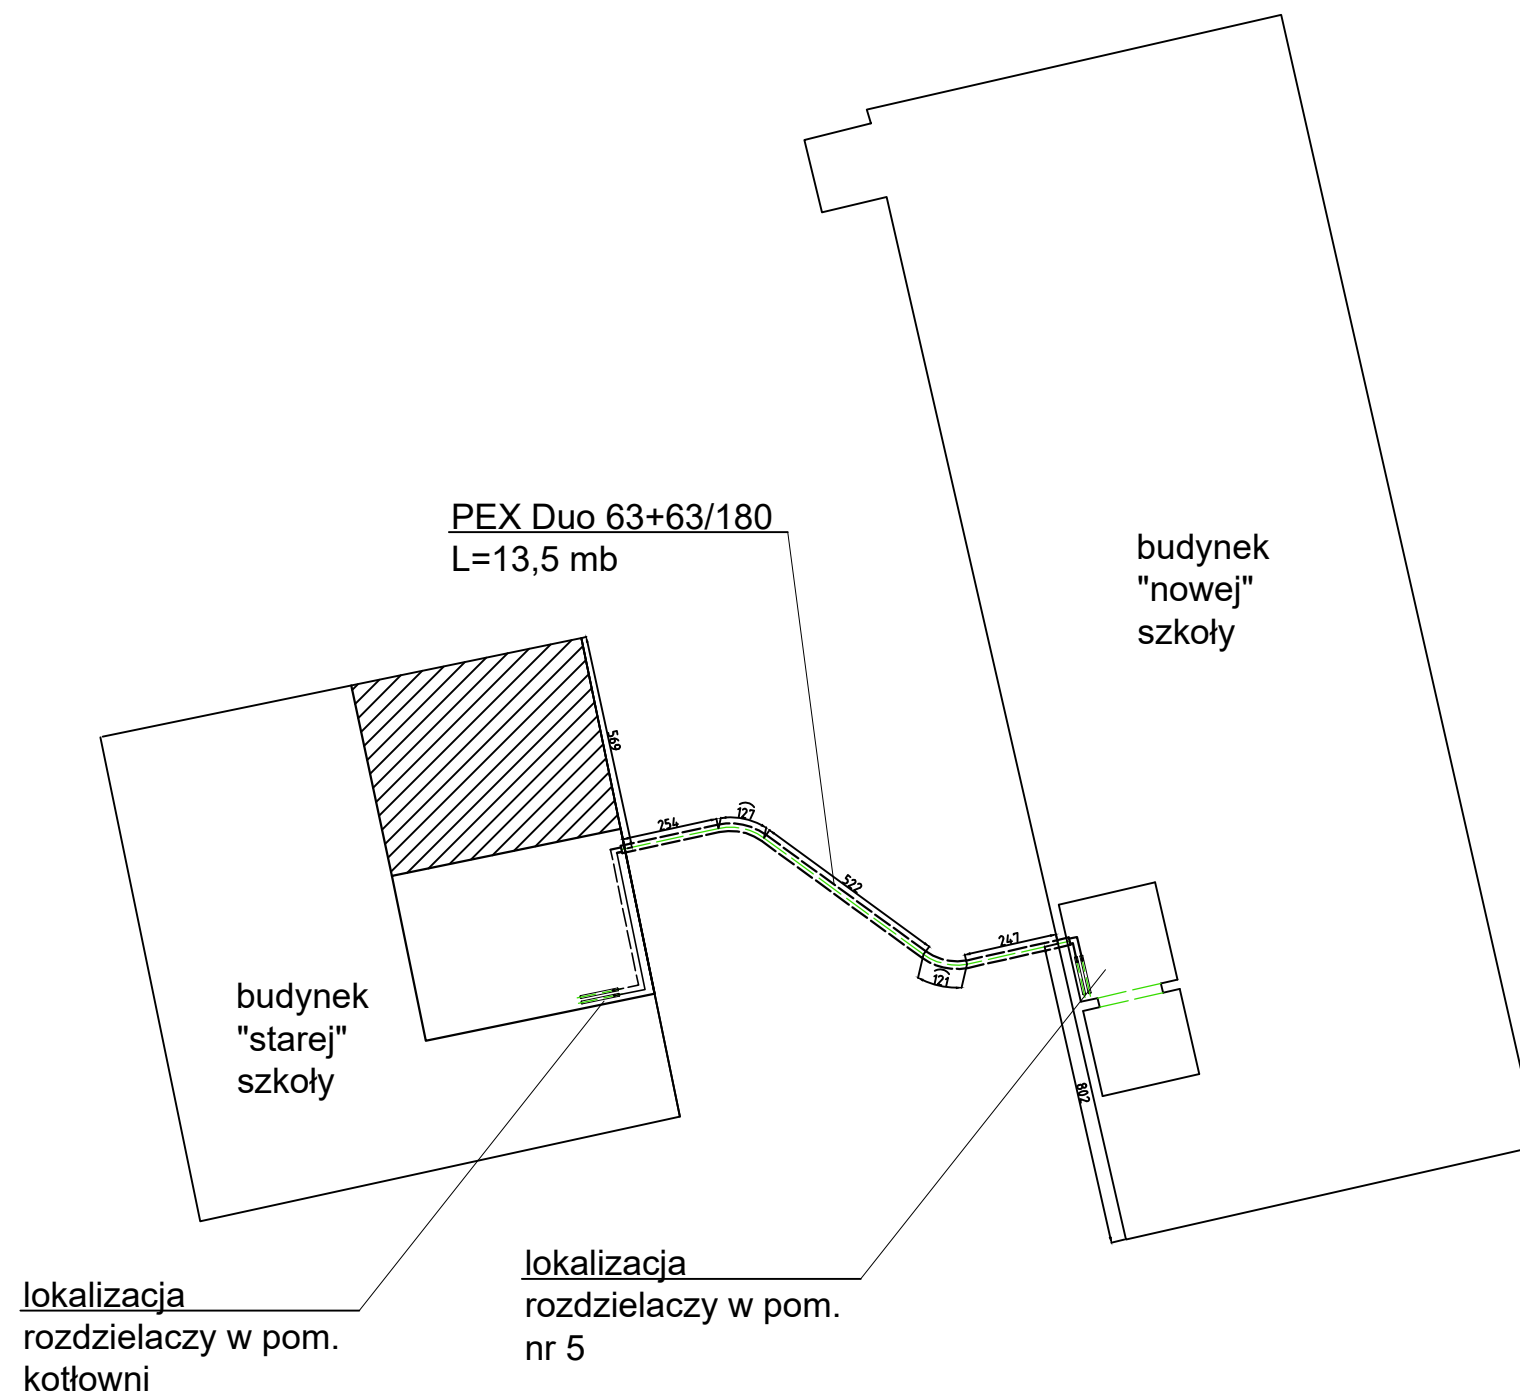 PEX Duo 63+63/180
L=13,5 mb
budynek
"nowej"
szkoły
569
254
127
522
121
247
802
budynek
"starej"
szkoły
lokalizacja
rozdzielaczy w pom.
kotłowni
lokalizacja
rozdzielaczy w pom.
nr 5